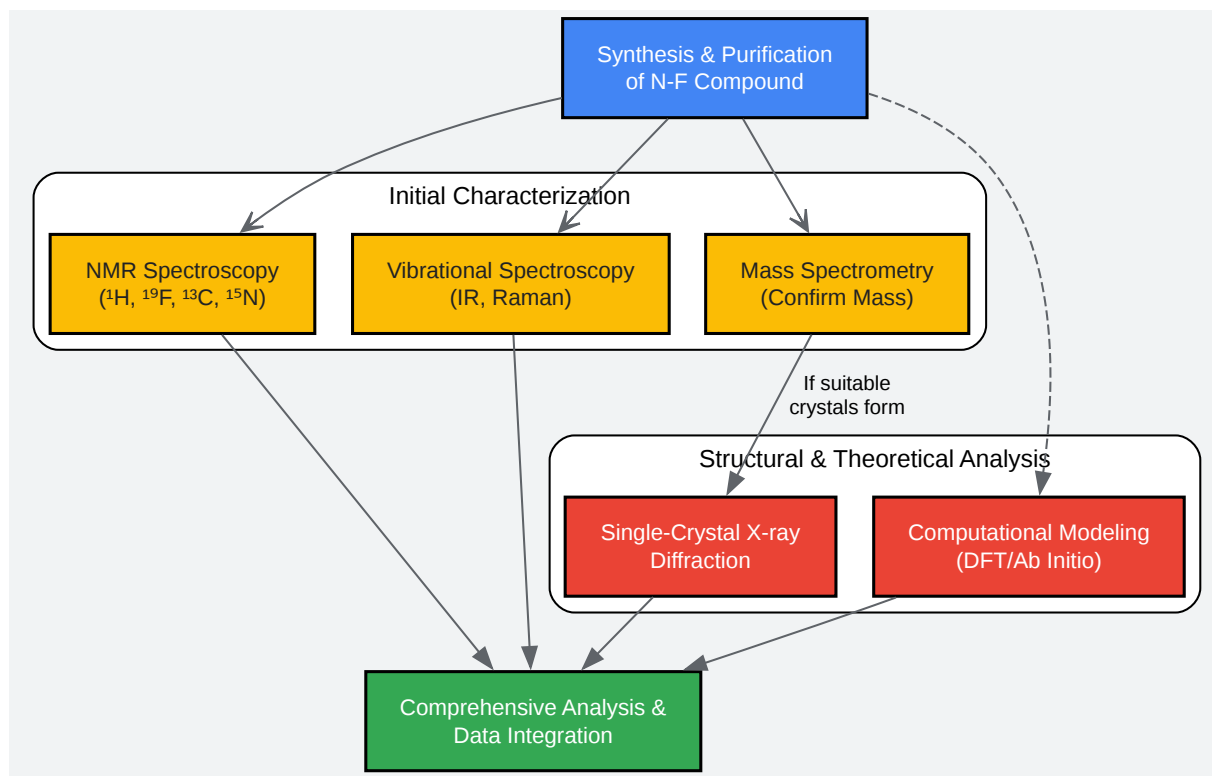 Synthesis & Purification
of N-F Compound
Initial Characterization
NMR Spectroscopy
(¹H, ¹⁹F, ¹³C, ¹⁵N)
Vibrational Spectroscopy
(IR, Raman)
Mass Spectrometry
(Confirm Mass)
If suitable
crystals form
Structural & Theoretical Analysis
Single-Crystal X-ray
Diffraction
Computational Modeling
(DFT/Ab Initio)
Comprehensive Analysis &
Data Integration